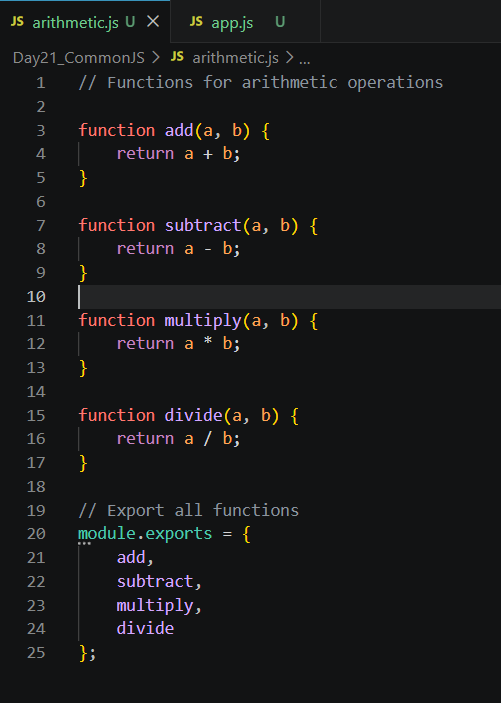 JS arithmetic.js U × JS app.js U
Day21_CommonJS > JS arithmetic.js > ...
1 // Functions for arithmetic operations
2
3 function add(a, b) {
4     return a + b;
5 }
6
7 function subtract(a, b) {
8     return a - b;
9 }
10
11 function multiply(a, b) {
12     return a * b;
13 }
14
15 function divide(a, b) {
16     return a / b;
17 }
18
19 // Export all functions
20 module.exports = {
21     add,
22     subtract,
23     multiply,
24     divide
25 };